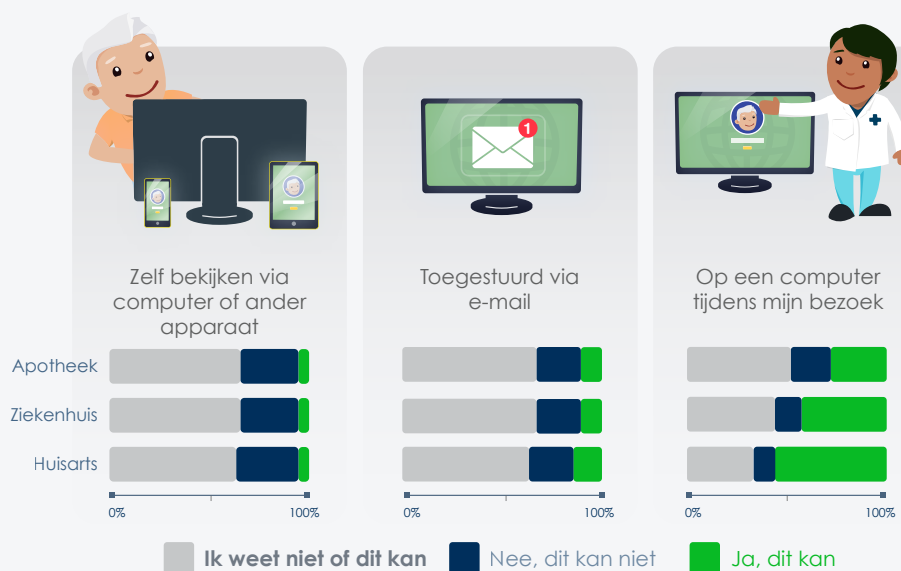 1
Zelf bekijken via
computer of ander
apparaat
Toegestuurd via
e-mail
Op een computer
tijdens mijn bezoek
Apotheek
Ziekenhuis
Huisarts
0% 100%
0% 100%
0% 100%
Ik weet niet of dit kan Nee, dit kan niet Ja, dit kan